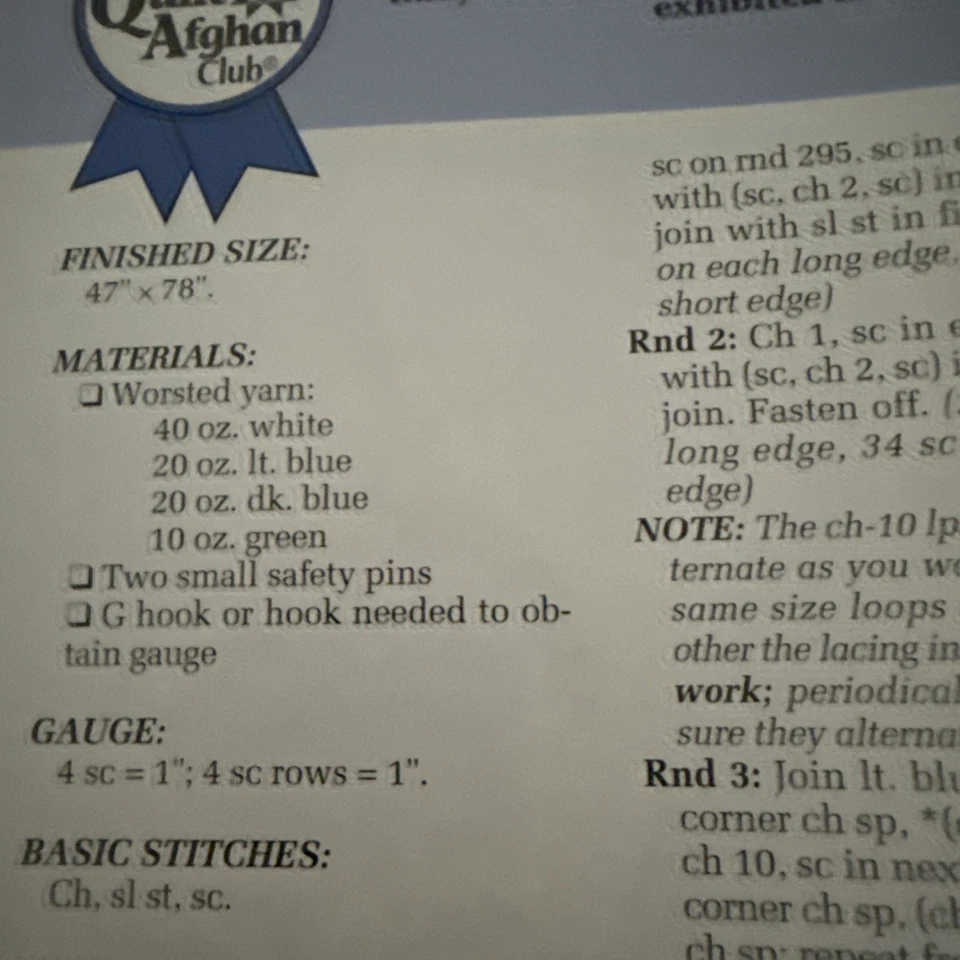 Afghan
Club®
FINISHED SIZE:
47" x 78".
MATERIALS:
❏ Worsted yarn:
40 oz. white
20 oz. lt. blue
20 oz. dk. blue
10 oz. green
❏ Two small safety pins
❏ G hook or hook needed to ob-
tain gauge
GAUGE:
4 sc = 1"; 4 sc rows = 1".
BASIC STITCHES:
Ch, sl st, sc.
sc on rnd 295, sc in
with (sc, ch 2, sc) in
join with sl st in
on each long edge,
short edge)
Rnd 2: Ch 1, sc in
with (sc, ch 2, sc)
join. Fasten off. (
long edge, 34 sc
edge)
NOTE: The ch-10
ternate as you
same size loops
other the lacing
work; periodical
sure they alterna
Rnd 3: Join lt.
corner ch sp, *(
ch 10, sc in
corner ch sp, (
ch sp; repeat